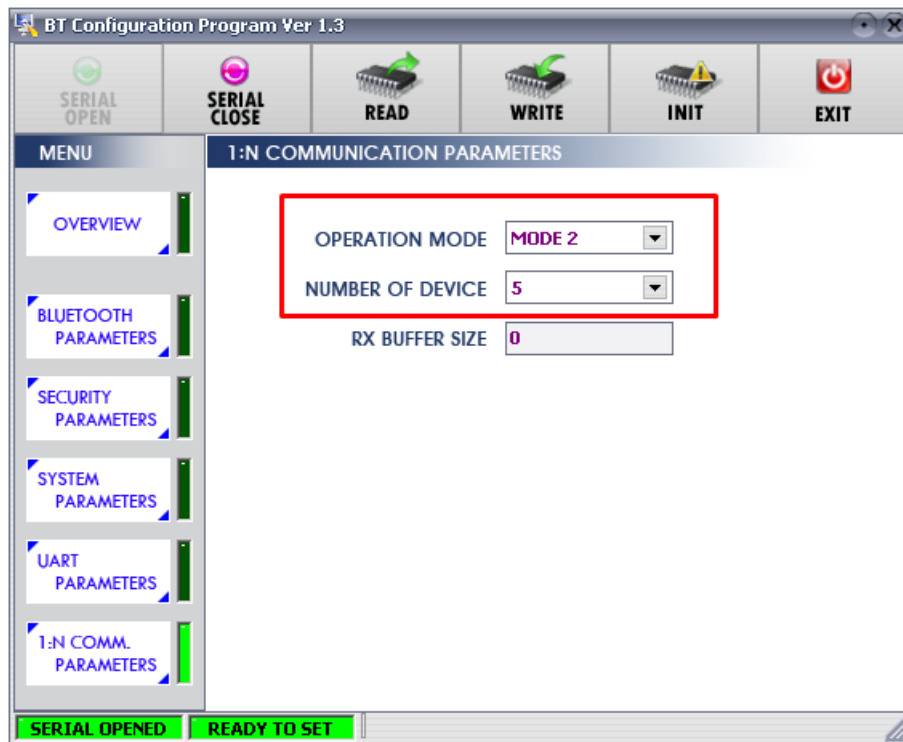 BT Configuration Program Ver 1.3
SERIAL OPEN
SERIAL CLOSE
READ
WRITE
INIT
EXIT
MENU
1:N COMMUNICATION PARAMETERS
OVERVIEW
OPERATION MODE MODE 2
NUMBER OF DEVICE 5
RX BUFFER SIZE 0
BLUETOOTH
PARAMETERS
SECURITY
PARAMETERS
SYSTEM
PARAMETERS
UART
PARAMETERS
1:N COMM.
PARAMETERS
SERIAL OPENED
READY TO SET